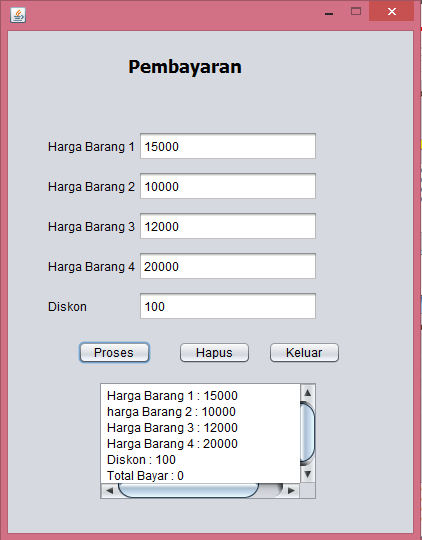 Pembayaran
Harga Barang 1 15000
Harga Barang 2 10000
Harga Barang 3 12000
Harga Barang 4 20000
Diskon 100
Proses Hapus Keluar
Harga Barang 1 : 15000
harga Barang 2 : 10000
Harga Barang 3 : 12000
Harga Barang 4 : 20000
Diskon : 100
Total Bayar : 0